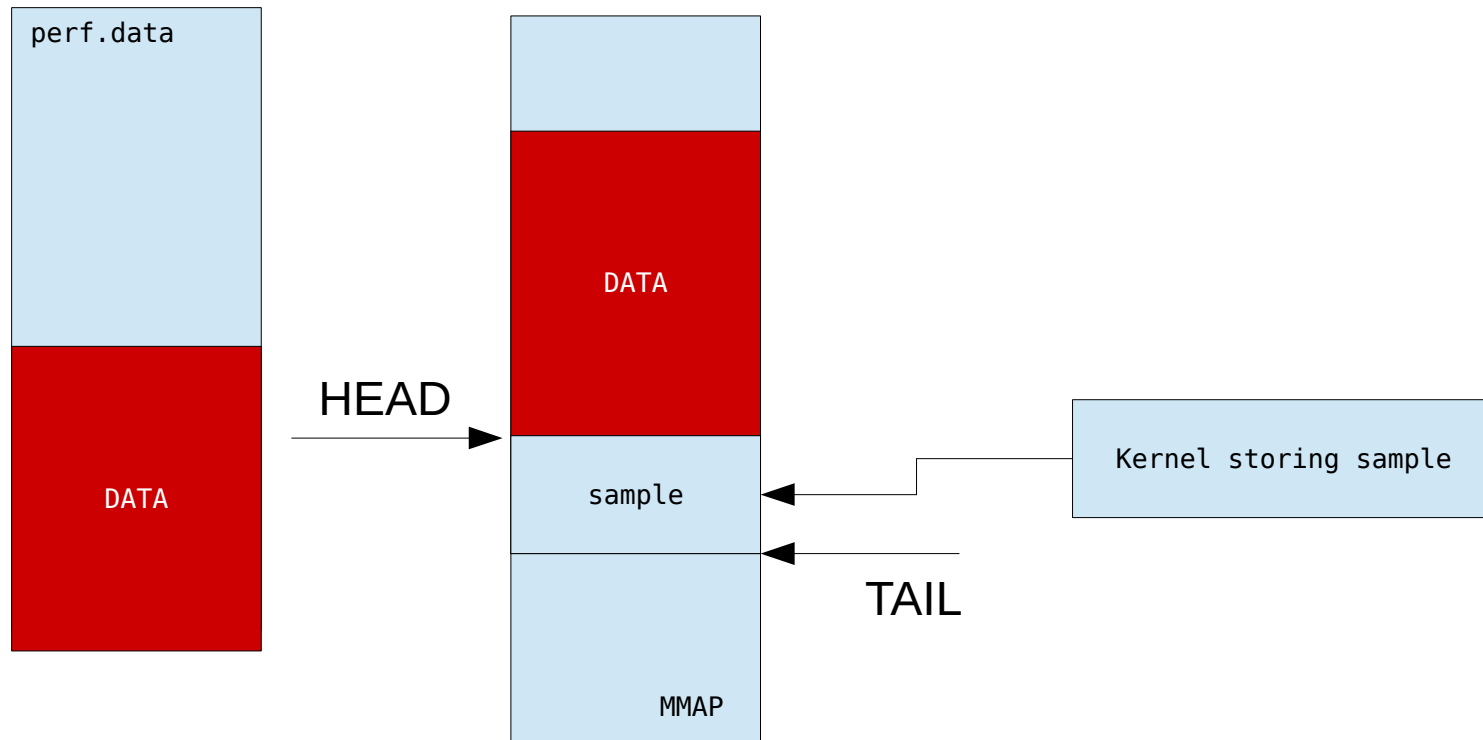 perf.data
DATA
HEAD
DATA
sample
Kernel storing sample
TAIL
MMAP